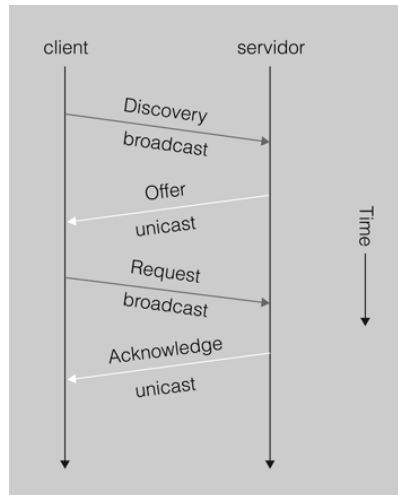 client
servidor
Discovery
broadcast
Offer
unicast
Time
Request
broadcast
Acknowledge
unicast